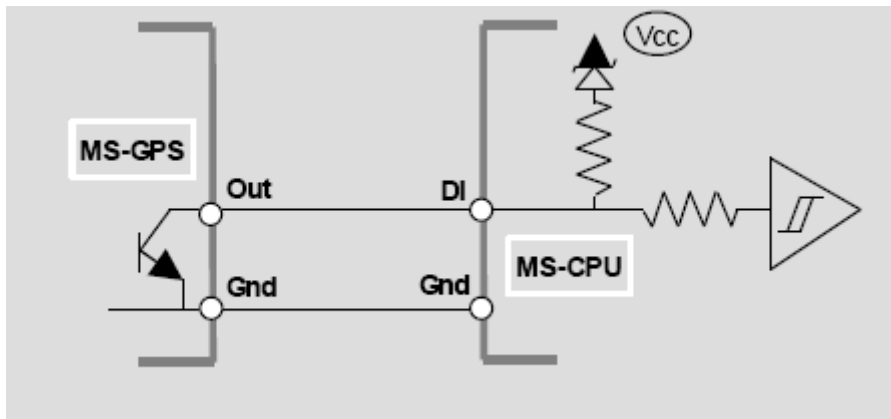 Vcc
MS-GPS
Out
DI
MS-CPU
Gnd
Gnd